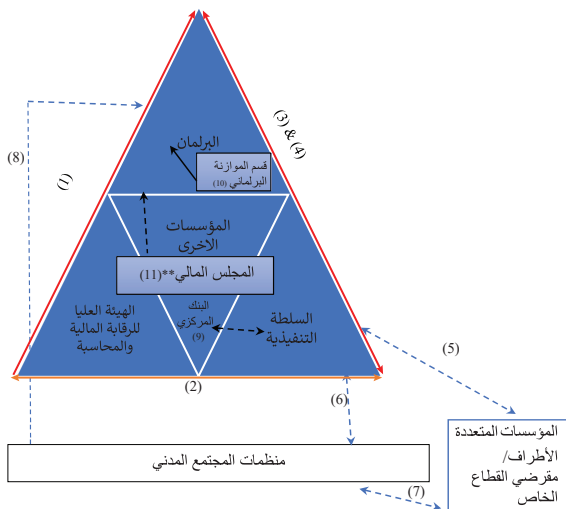 (8)
(1)
(3) & (4)
البرلمان
قسم الموازنة
البرلماني (10)
المؤسسات
الاخرى
المجلس المالي**(11)
الهيئة العليا
للرقابة المالية
والمحاسبة
البنك
المركزي
(9)
السلطة
التنفيذية
(2)
(5)
(6)
منظمات المجتمع المدني
(7)
المؤسسات المتعددة
الأطراف/
مقرضي القطاع
الخاص